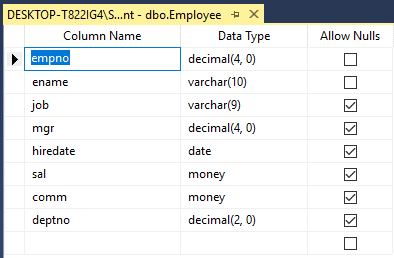 DESKTOP-T822IG4\S...nt - dbo.Employee
Column Name Data Type Allow Nulls
empno decimal(4, 0)
ename varchar(10)
job varchar(9)
mgr decimal(4, 0)
hiredate date
sal money
comm money
deptno decimal(2, 0)